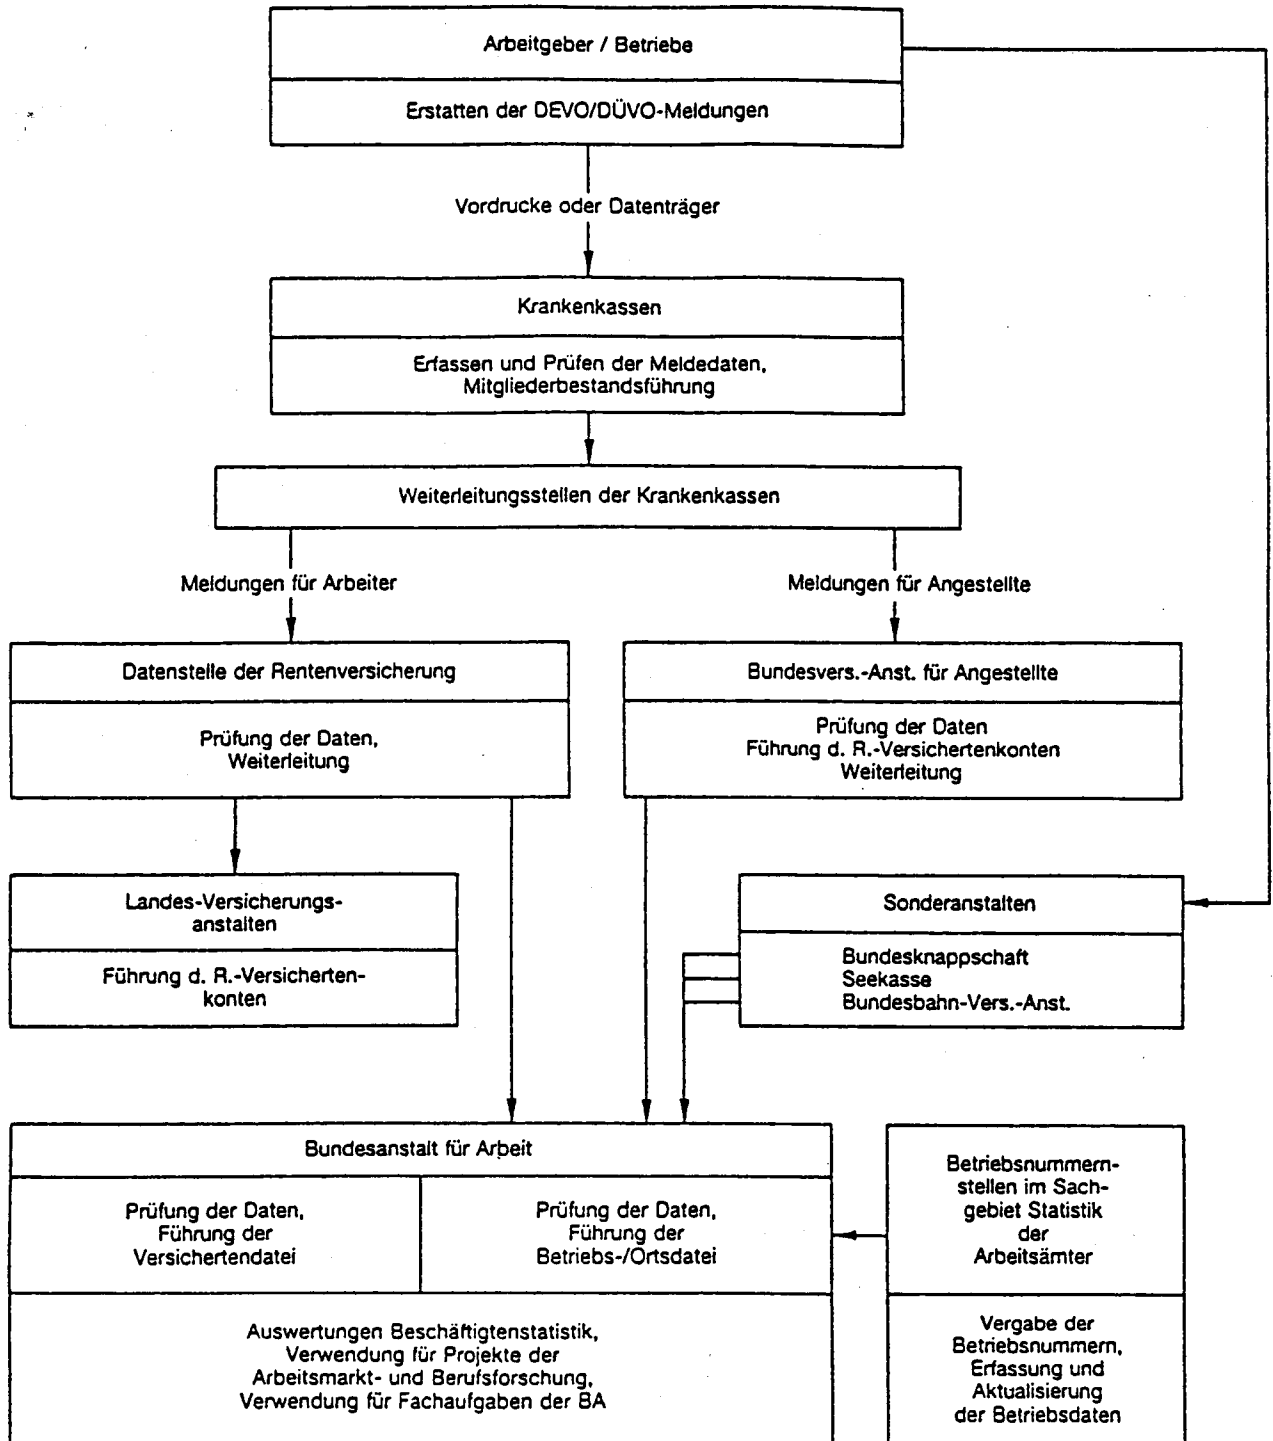 Arbeitgeber / Betriebe
Erstatten der DEVO/DÜVO-Meldungen
Vordrucke oder Datenträger
Krankenkassen
Erfassen und Prüfen der Meldedaten,
Mitgliederbestandsführung
Weiterleitungsstellen der Krankenkassen
Meldungen für Arbeiter
Meldungen für Angestellte
Datenstelle der Rentenversicherung
Prüfung der Daten,
Weiterleitung
Bundesvers.-Anst. für Angestellte
Prüfung der Daten
Führung d. R.-Versichertenkonten
Weiterleitung
Landes-Versicherungs-
anstalten
Führung d. R.-Versicherten-
konten
Sonderanstalten
Bundesknappschaft
Seekasse
Bundesbahn-Vers.-Anst.
Bundesanstalt für Arbeit
Prüfung der Daten,
Führung der
Versichertendatei
Prüfung der Daten,
Führung der
Betriebs-/Ortsdatei
Auswertungen Beschäftigtenstatistik,
Verwendung für Projekte der
Arbeitsmarkt- und Berufsforschung,
Verwendung für Fachaufgaben der BA
Betriebsnummern-
stellen im Sach-
gebiet Statistik
der
Arbeitsämter
Vergabe der
Betriebsnummern,
Erfassung und
Aktualisierung
der Betriebsdaten